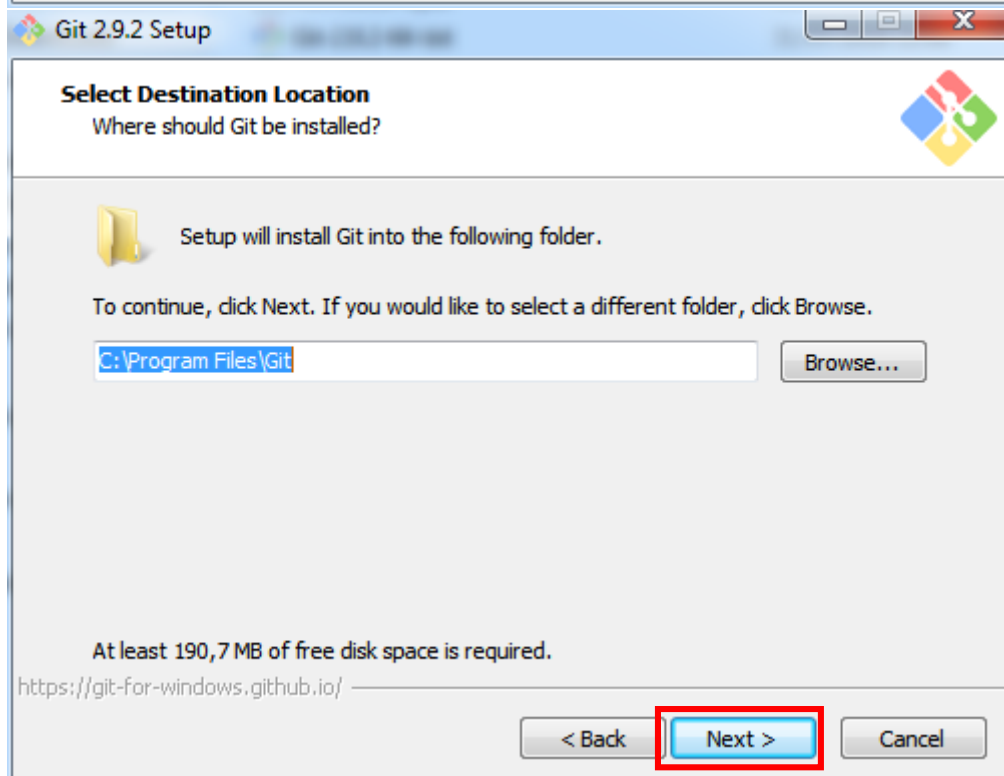 Git 2.9.2 Setup
Select Destination Location
Where should Git be installed?
Setup will install Git into the following folder.
To continue, click Next. If you would like to select a different folder, click Browse.
C:\Program Files\Git
Browse...
At least 190,7 MB of free disk space is required.
https://git-for-windows.github.io/
< Back
Next >
Cancel